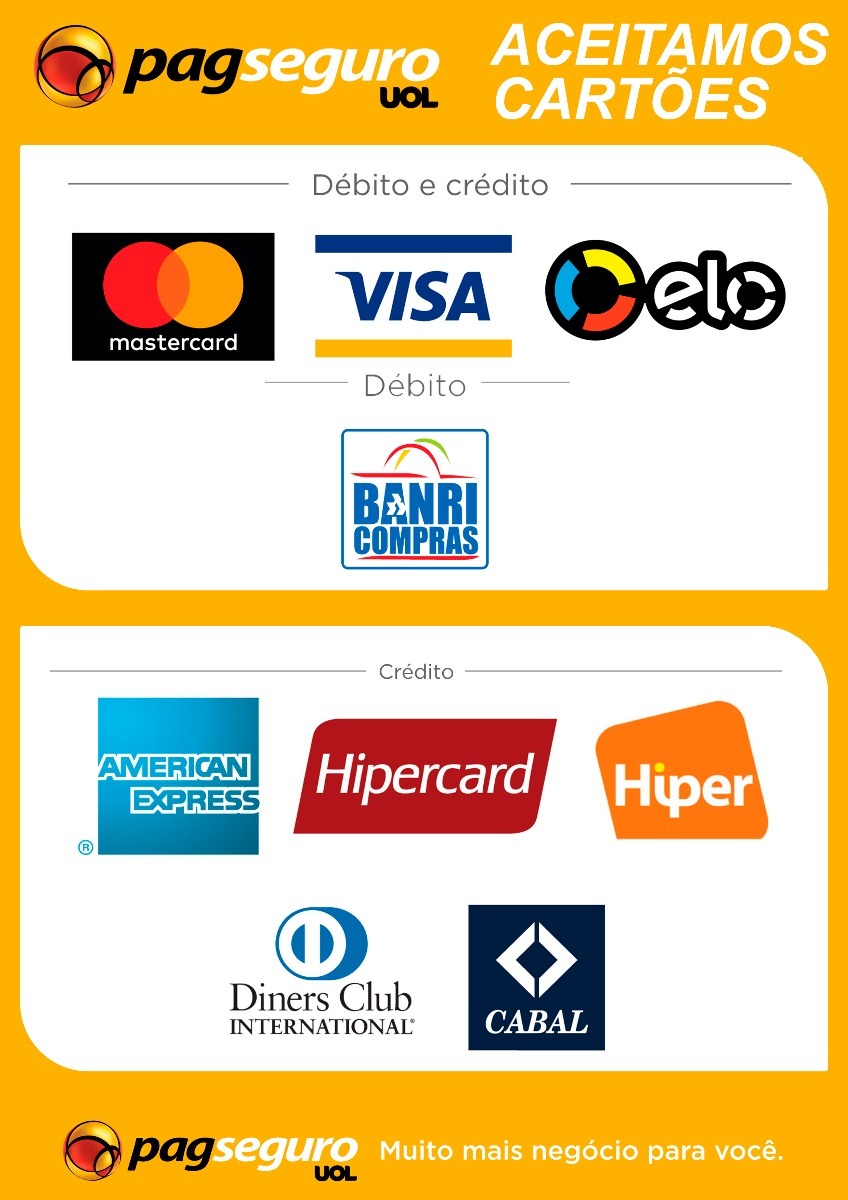 pagseguro
UOL
ACEITAMOS
CARTÕES
Débito e crédito
mastercard
VISA
elo
Débito
BANRI
COMPRAS
Crédito
AMERICAN
EXPRESS
®
Hipercard
Hiper
Diners Club
INTERNATIONAL®
CABAL
pagseguro
UOL
Muito mais negócio para você.